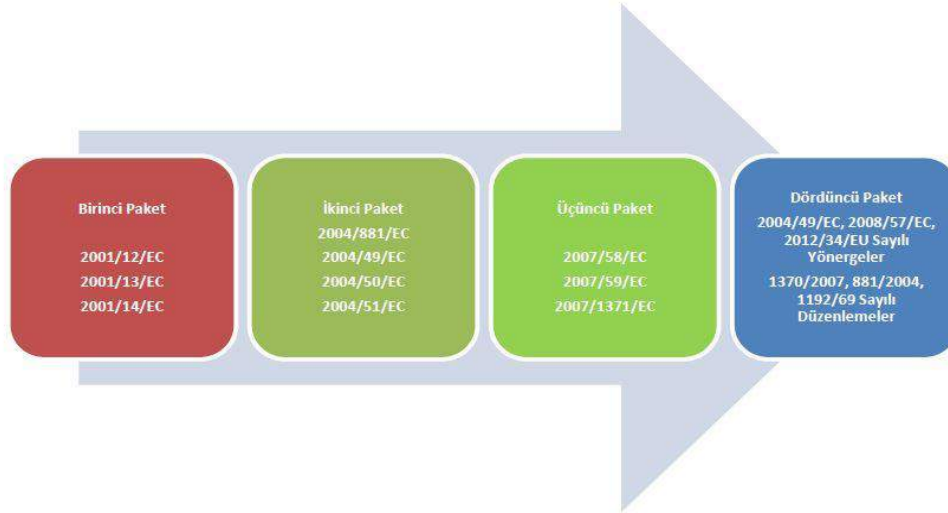 Birinci Paket
2001/12/EC
2001/13/EC
2001/14/EC
İkinci Paket
2004/881/EC
2004/49/EC
2004/50/EC
2004/51/EC
Üçüncü Paket
2007/58/EC
2007/59/EC
2007/1371/EC
Dördüncü Paket
2004/49/EC, 2008/57/EC,
2012/34/EU Sayılı
Yönergeler
1370/2007, 881/2004,
1192/69 Sayılı
Düzenlemeler